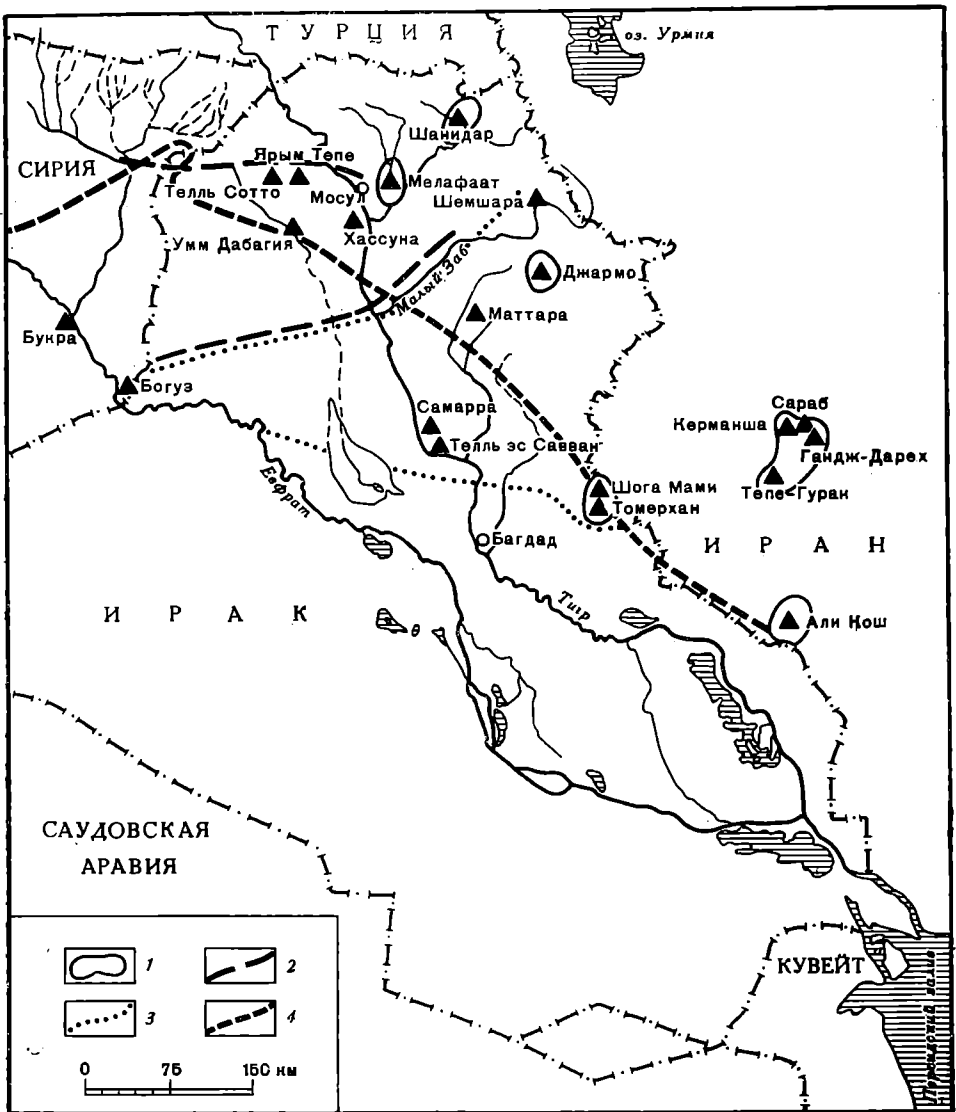 ТУРЦИЯ
оз. Урмия
Шанидар
СИРИЯ
Ярым Тепе
Телль Сотто
Мосул
Мелафаат
Шемшара
Умм Дабагия
Хассуна
Джармо
Малый Заб
Маттара
Букра
Богуз
Самарра
Телль эс Савван
Сараб
Керманша
Гандж-Дарех
Тепе-Гуран
Евфрат
Шога Мами
Томерхан
Багдад
ИРАН
Тигр
ИРАК
Али Кош
САУДОВСКАЯ
АРАВИЯ
КУВЕЙТ
1
2
3
4
0 75 150 км